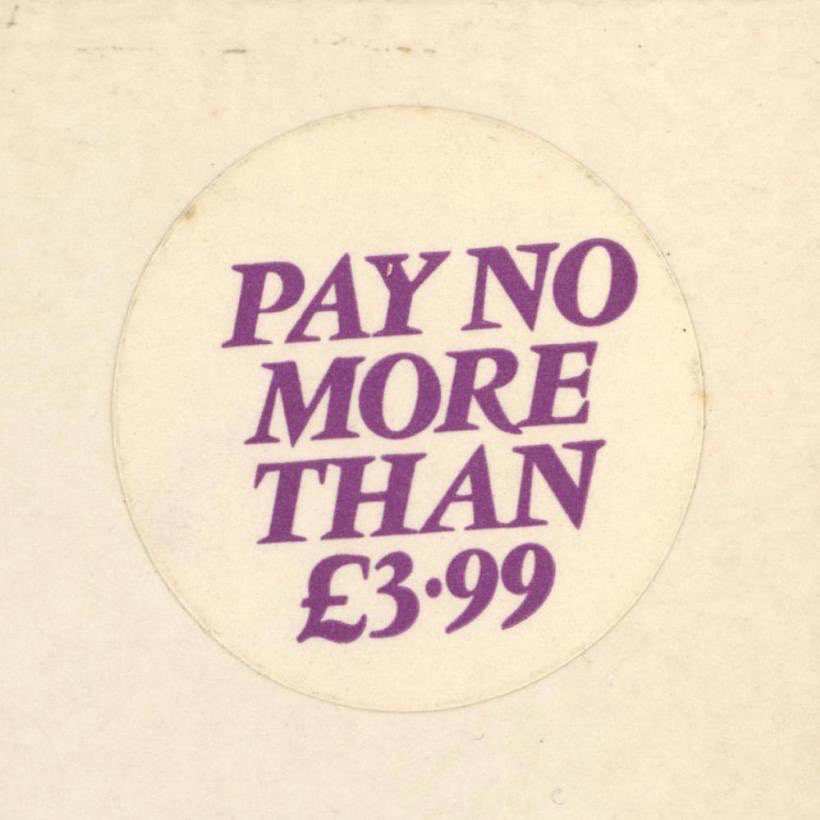 PAY NO
MORE
THAN
£3·99